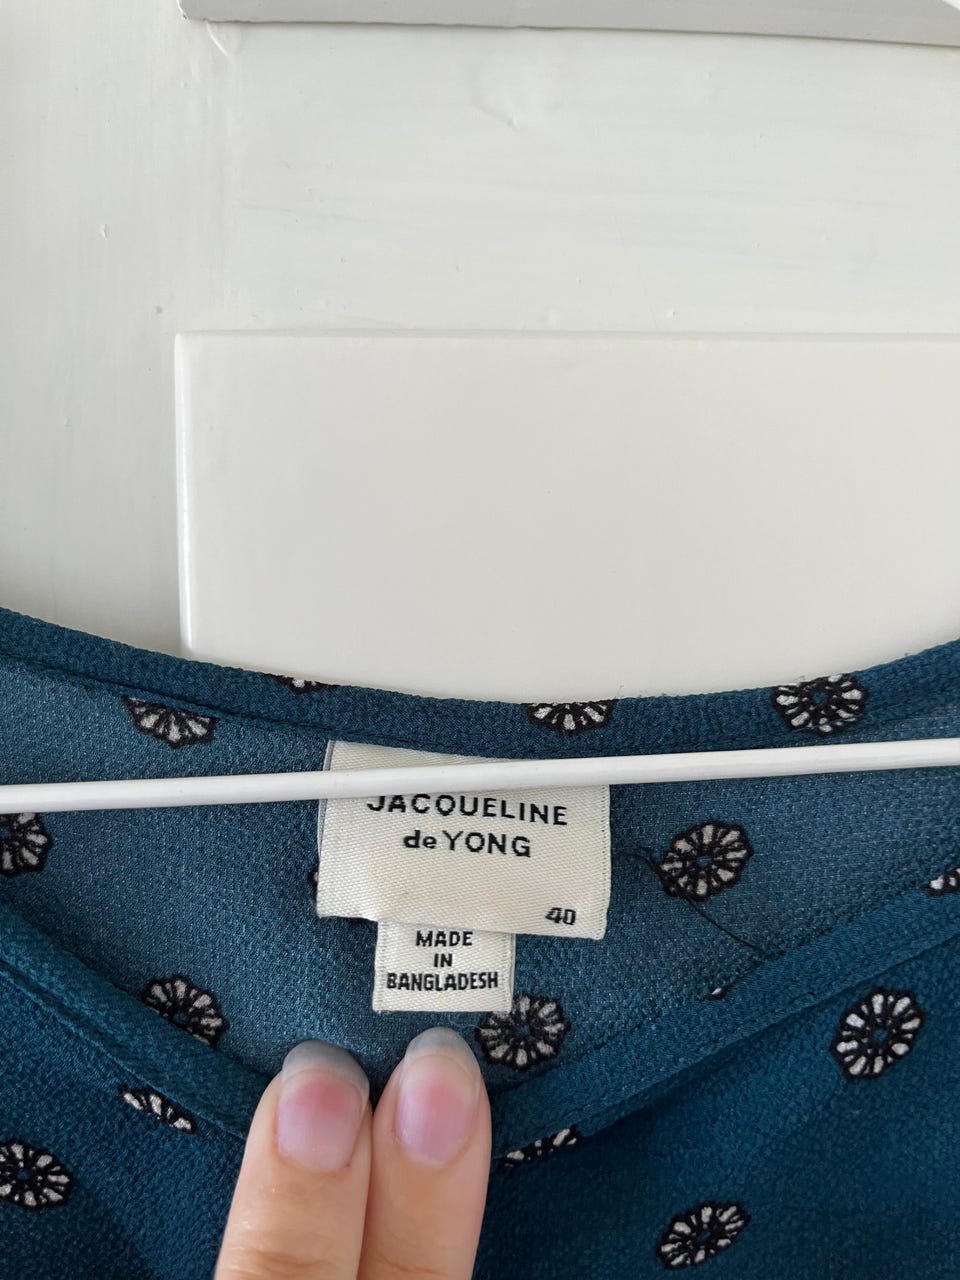 JACQUELINE
de YONG
40
MADE
IN
BANGLADESH